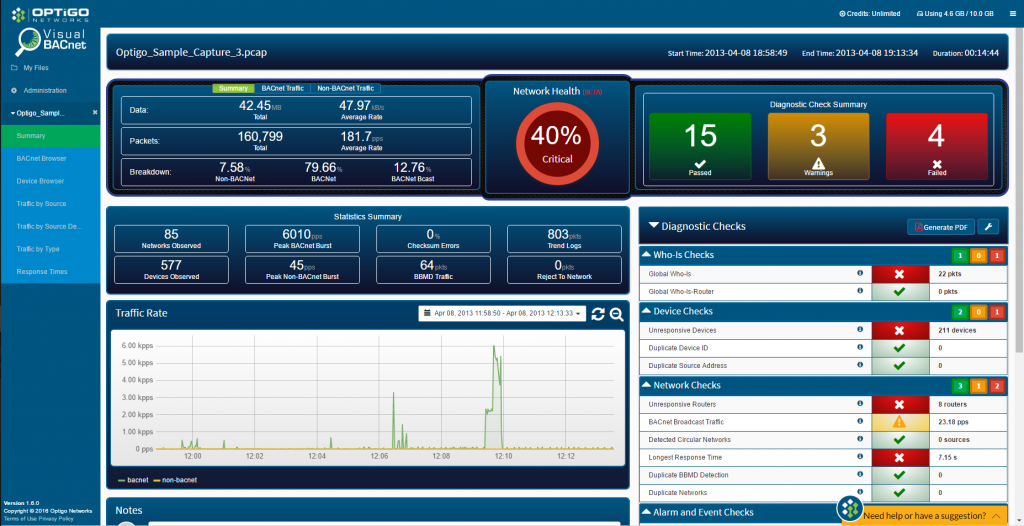 OPTiGO
NETWORKS
Credits: Unlimited Using 4.6 GB / 10.0 GB
Visual
BACnet
My Files
Administration
Optigo_Sampl...
Summary
BACnet Browser
Device Browser
Traffic by Source
Traffic by Source De...
Traffic by Type
Response Times
Version 1.6.0
Copyright © 2016 Optigo Networks
Terms of Use Privacy Policy
Optigo_Sample_Capture_3.pcap
Start Time: 2013-04-08 18:58:49 End Time: 2013-04-08 19:13:34 Duration: 00:14:44
Summary BACnet Traffic Non-BACnet Traffic
Data: 42.45 MB 47.97 kB/s
Total Average Rate
Packets: 160,799 181.7 pps
Total Average Rate
Breakdown: 7.58 % 79.66 % 12.76 %
Non-BACNet BACNet BACNet Bcast
Network Health (BETA)
40%
Critical
Diagnostic Check Summary
15 3 4
Passed Warnings Failed
Statistics Summary
85 6010 pps 0 % 803 pkts
Networks Observed Peak BACnet Burst Checksum Errors Trend Logs
577 45 pps 64 pkts 0 pkts
Devices Observed Peak Non-BACnet Burst BBMD Traffic Reject To Network
Traffic Rate
Apr 08, 2013 11:58:50 - Apr 08, 2013 12:13:33
6.00 kpps
5.00 kpps
4.00 kpps
3.00 kpps
2.00 kpps
1.00 kpps
0 pps
12:00 12:02 12:04 12:06 12:08 12:10 12:12
bacnet non-bacnet
Notes
Diagnostic Checks
Generate PDF
Who-Is Checks 1 0 1
Global Who-Is 22 pkts
Global Who-Is-Router 0 pkts
Device Checks 2 0 1
Unresponsive Devices 211 devices
Duplicate Device ID 0
Duplicate Source Address 0
Network Checks 3 1 2
Unresponsive Routers 8 routers
BACnet Broadcast Traffic 23.18 pps
Detected Circular Networks 0 sources
Longest Response Time 7.15 s
Duplicate BBMD Detection 0
Duplicate Networks 0
Alarm and Event Checks
Need help or have a suggestion?